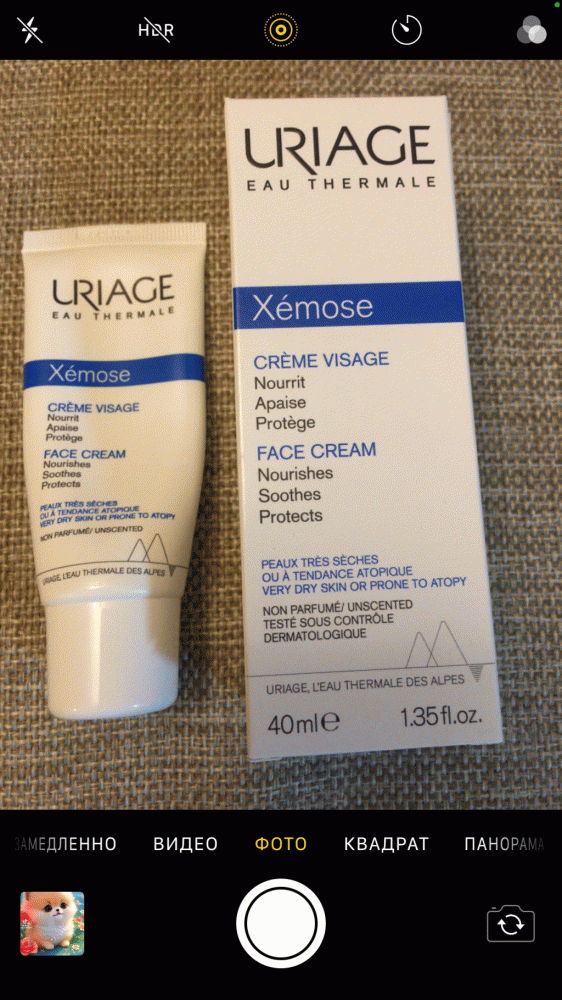 HDR
URIAGE
EAU THERMALE
Xémose
CRÈME VISAGE
Nourrit
Apaise
Protège
FACE CREAM
Nourishes
Soothes
Protects
PEAUX TRÈS SÈCHES
OU À TENDANCE ATOPIQUE
VERY DRY SKIN OR PRONE TO ATOPY
NON PARFUMÉ/ UNSCENTED
URIAGE, L'EAU THERMALE DES ALPES
URIAGE
EAU THERMALE
Xémose
CRÈME VISAGE
Nourrit
Apaise
Protège
FACE CREAM
Nourishes
Soothes
Protects
PEAUX TRÈS SÈCHES
OU À TENDANCE ATOPIQUE
VERY DRY SKIN OR PRONE TO ATOPY
NON PARFUMÉ/ UNSCENTED
TESTÉ SOUS CONTRÔLE
DERMATOLOGIQUE
URIAGE, L'EAU THERMALE DES ALPES
40ml℮ 1.35fl.oz.
ЗАМЕДЛЕННО ВИДЕО ФОТО КВАДРАТ ПАНОРАМА